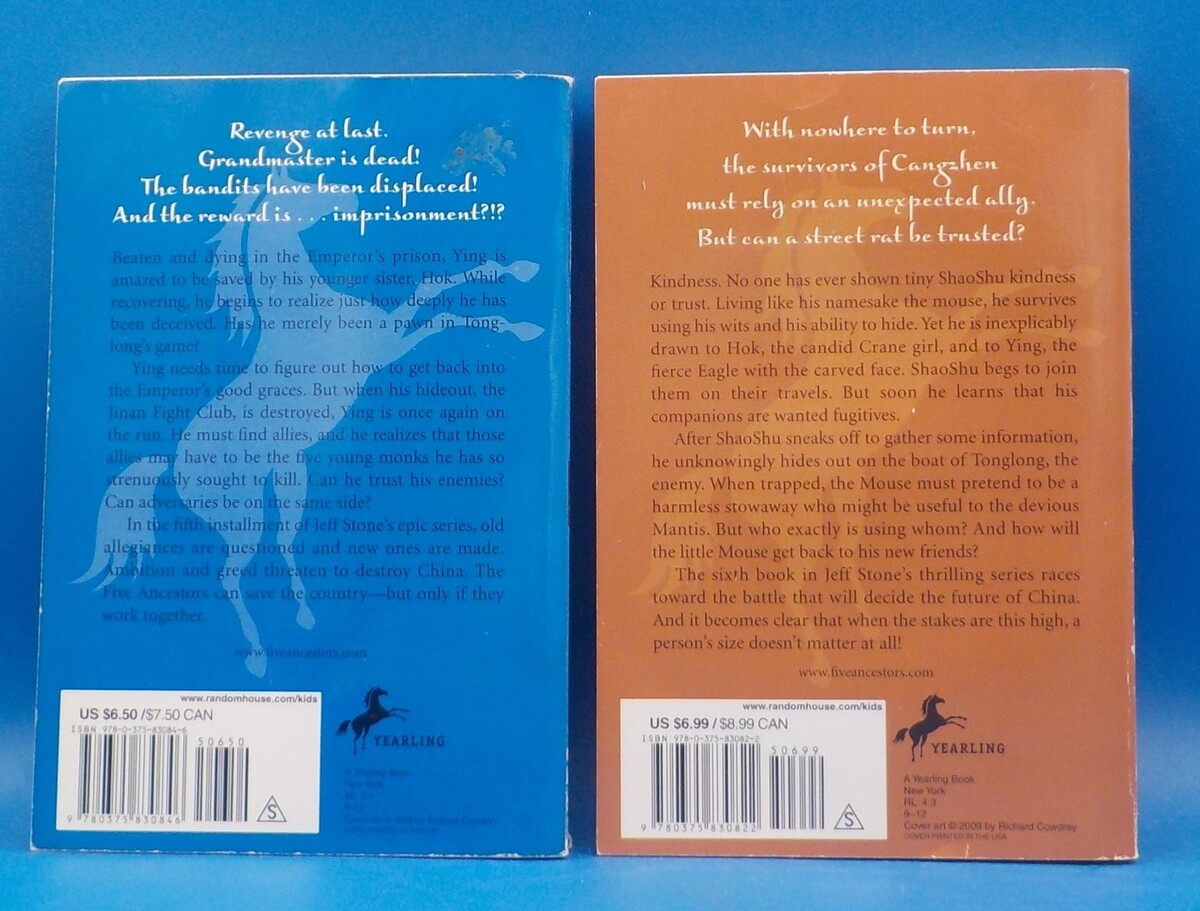 Revenge at last.
Grandmaster is dead!
The bandits have been displaced!
And the reward is . . . imprisonment?!?
Beaten and dying in the Emperor's prison, Ying is
amazed to be saved by his younger sister, Hok. While
recovering, he begins to realize just how deeply he has
been deceived. Has he merely been a pawn in Tong-
long's game?
Ying needs time to figure out how to get back into
the Emperor's good graces. But when his hideout, the
Jinan Fight Club, is destroyed, Ying is once again on
the run. He must find allies, and he realizes that those
allies may have to be the five young monks he has so
strenuously sought to kill. Can he trust his enemies?
Can adversaries be on the same side?
In the fifth installment of Jeff Stone's epic series, old
allegiances are questioned and new ones are made.
Ambition and greed threaten to destroy China. The
Five Ancestors can save the country—but only if they
work together.
www.fiveancestors.com
www.randomhouse.com/kids
US $6.50 /$7.50 CAN
ISBN 978-0-375-83084-6
50650
9 780375 830846
S
YEARLING
A Yearling Book
New York
With nowhere to turn,
the survivors of Cangzhen
must rely on an unexpected ally.
But can a street rat be trusted?
Kindness. No one has ever shown tiny ShaoShu kindness
or trust. Living like his namesake the mouse, he survives
using his wits and his ability to hide. Yet he is inexplicably
drawn to Hok, the candid Crane girl, and to Ying, the
fierce Eagle with the carved face. ShaoShu begs to join
them on their travels. But soon he learns that his
companions are wanted fugitives.
After ShaoShu sneaks off to gather some information,
he unknowingly hides out on the boat of Tonglong, the
enemy. When trapped, the Mouse must pretend to be a
harmless stowaway who might be useful to the devious
Mantis. But who exactly is using whom? And how will
the little Mouse get back to his new friends?
The sixth book in Jeff Stone's thrilling series races
toward the battle that will decide the future of China.
And it becomes clear that when the stakes are this high, a
person's size doesn't matter at all!
www.fiveancestors.com
www.randomhouse.com/kids
US $6.99 / $8.99 CAN
ISBN 978-0-375-83082-2
50699
9 780375 830822
S
YEARLING
A Yearling Book
New York
RL: 4.3
9–12
Cover art © 2009 by Richard Cowdrey
COVER PRINTED IN THE USA